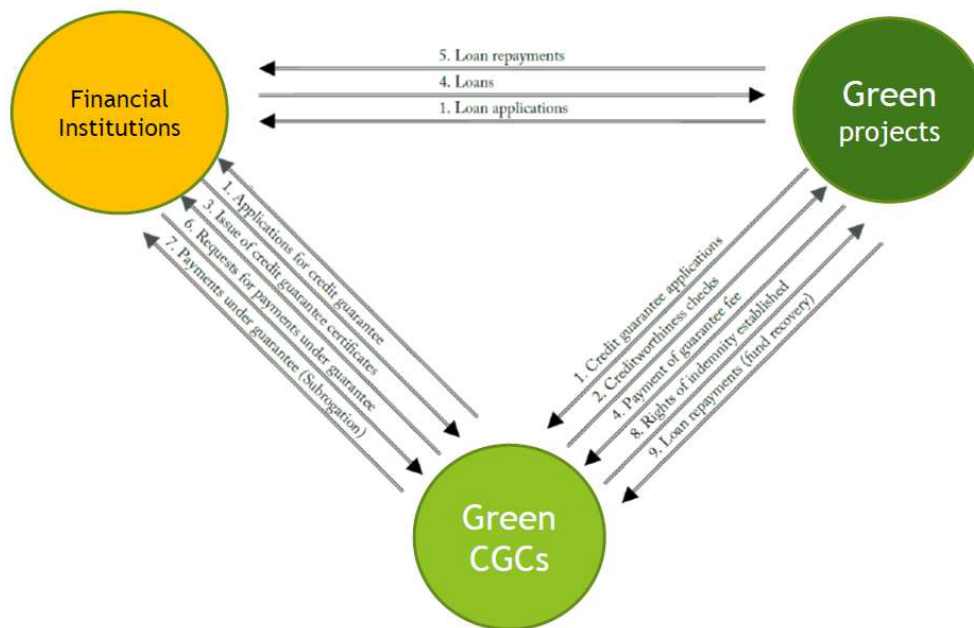 Financial
Institutions
5. Loan repayments
4. Loans
1. Loan applications
Green
projects
1. Applications for credit guarantee
3. Issue of credit guarantee certificates
6. Requests for payments under guarantee
7. Payments under guarantee (Subrogation)
1. Credit guarantee applications
2. Creditworthiness checks
4. Payment of guarantee fee
8. Rights of indemnity established
9. Loan repayments (fund recovery)
Green
CGCs